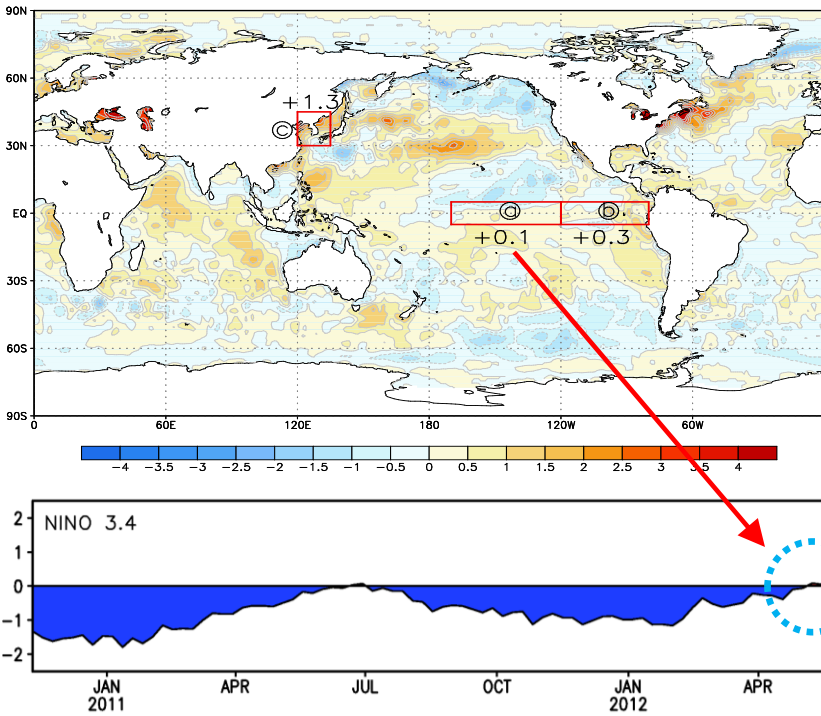 90N
60N
30N
EQ
30S
60S
90S
+1.3
ⓒ
ⓐ
ⓑ
+0.1
+0.3
0 60E 120E 180 120W 60W
-4 -3.5 -3 -2.5 -2 -1.5 -1 -0.5 0 0.5 1 1.5 2 2.5 3 3.5 4
NINO 3.4
2
1
0
-1
-2
JAN APR JUL OCT JAN APR
2011 2012